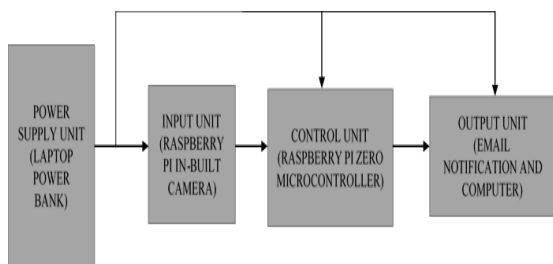 POWER
SUPPLY UNIT
(LAPTOP
POWER
BANK)
INPUT UNIT
(RASPBERRY
PI IN-BUILT
CAMERA)
CONTROL UNIT
(RASPBERRY PI ZERO
MICROCONTROLLER)
OUTPUT UNIT
(EMAIL
NOTIFICATION AND
COMPUTER)